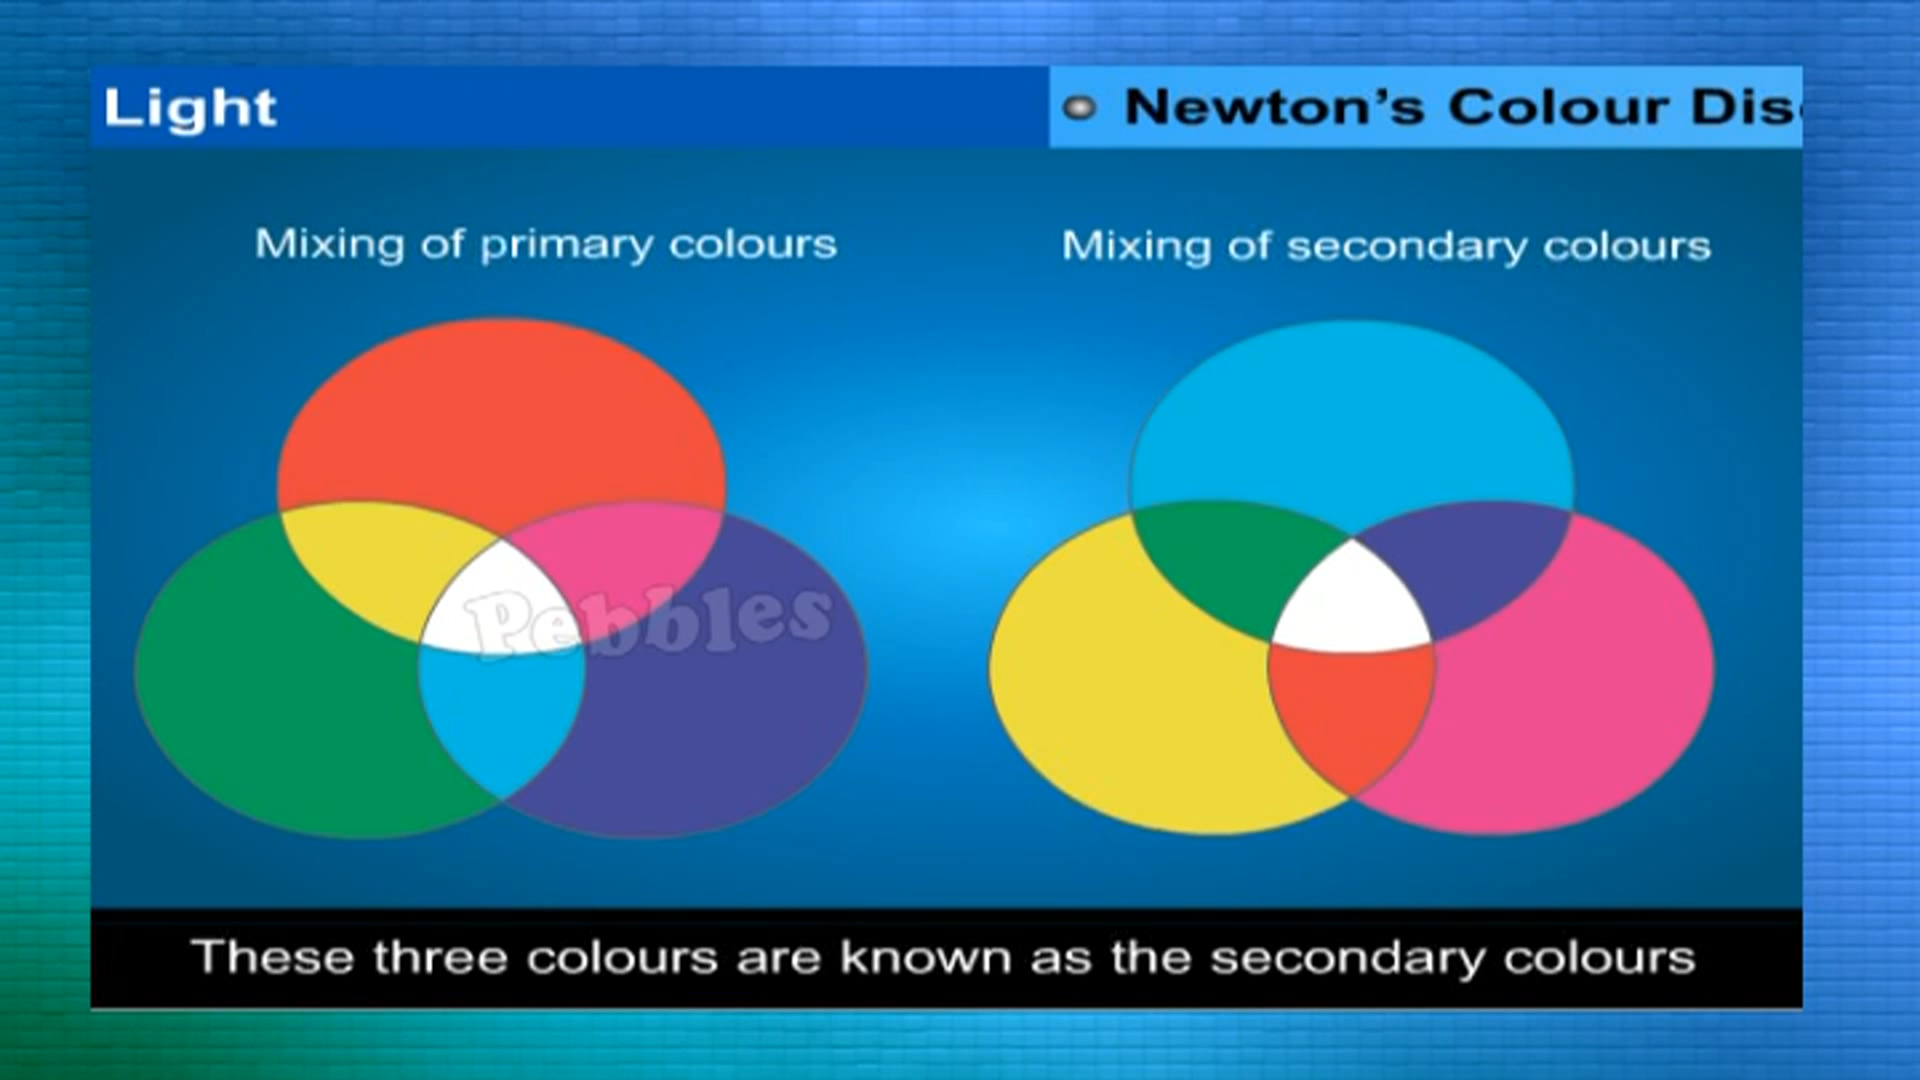 Light
Newton's Colour Dis
Mixing of primary colours
Mixing of secondary colours
Pebbles
These three colours are known as the secondary colours